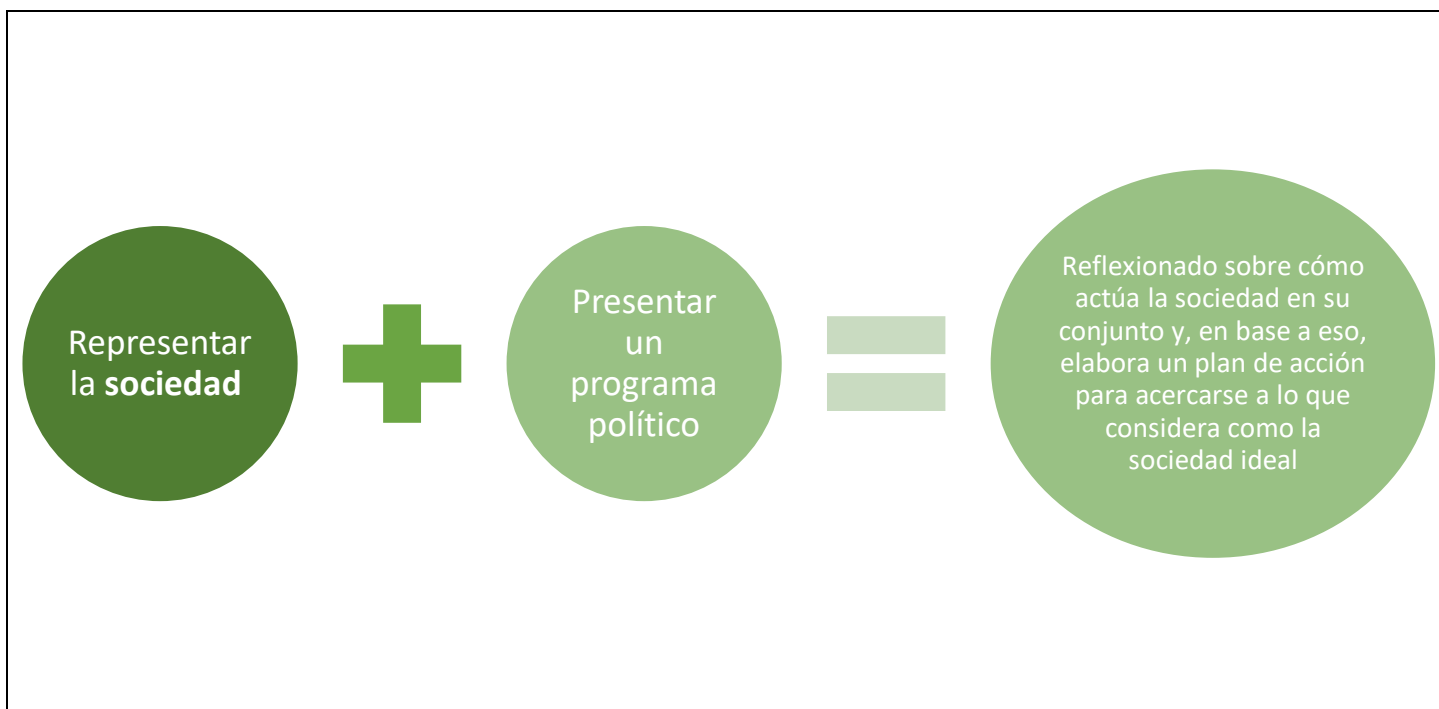 Representar
la sociedad
Presentar
un
programa
político
Reflexionado sobre cómo
actúa la sociedad en su
conjunto y, en base a eso,
elabora un plan de acción
para acercarse a lo que
considera como la
sociedad ideal